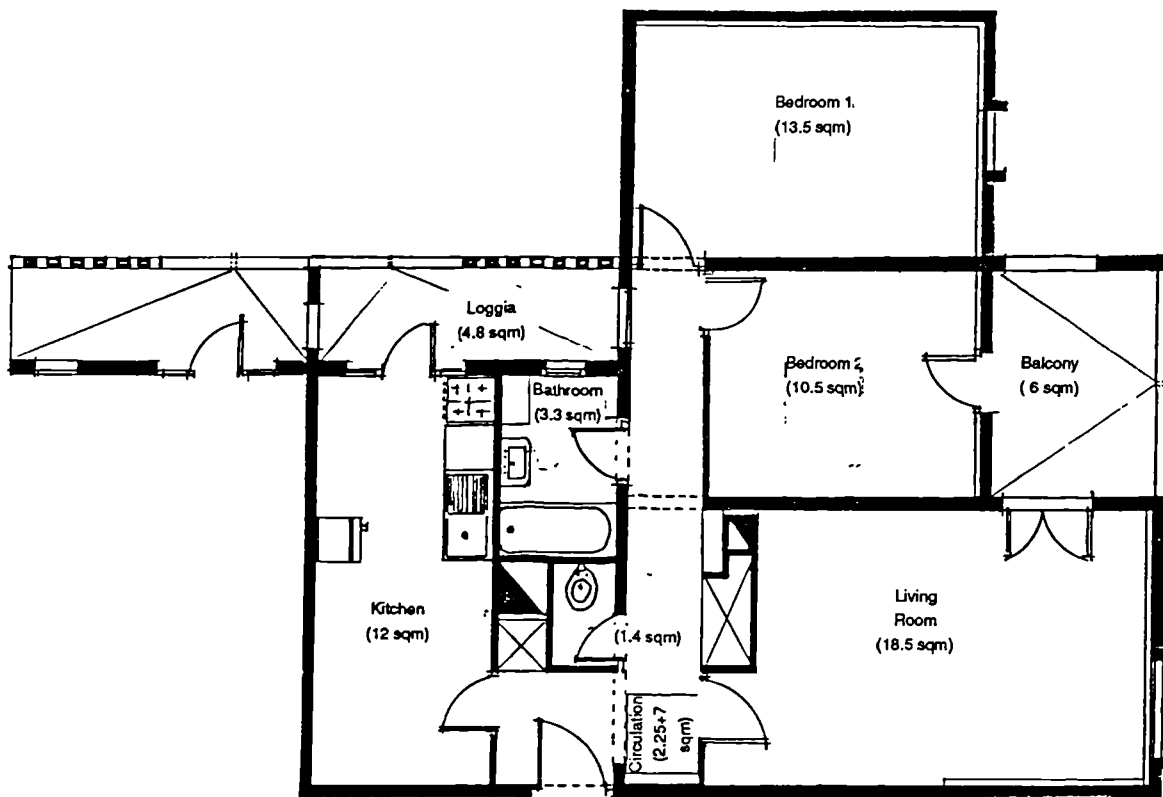 Bedroom 1.
(13.5 sqm)
Loggia
(4.8 sqm)
Bedroom 2
(10.5 sqm)
Balcony
( 6 sqm)
Bathroom
(3.3 sqm)
Kitchen
(12 sqm)
(1.4 sqm)
Living
Room
(18.5 sqm)
Circulation
(2.25+7
sqm)